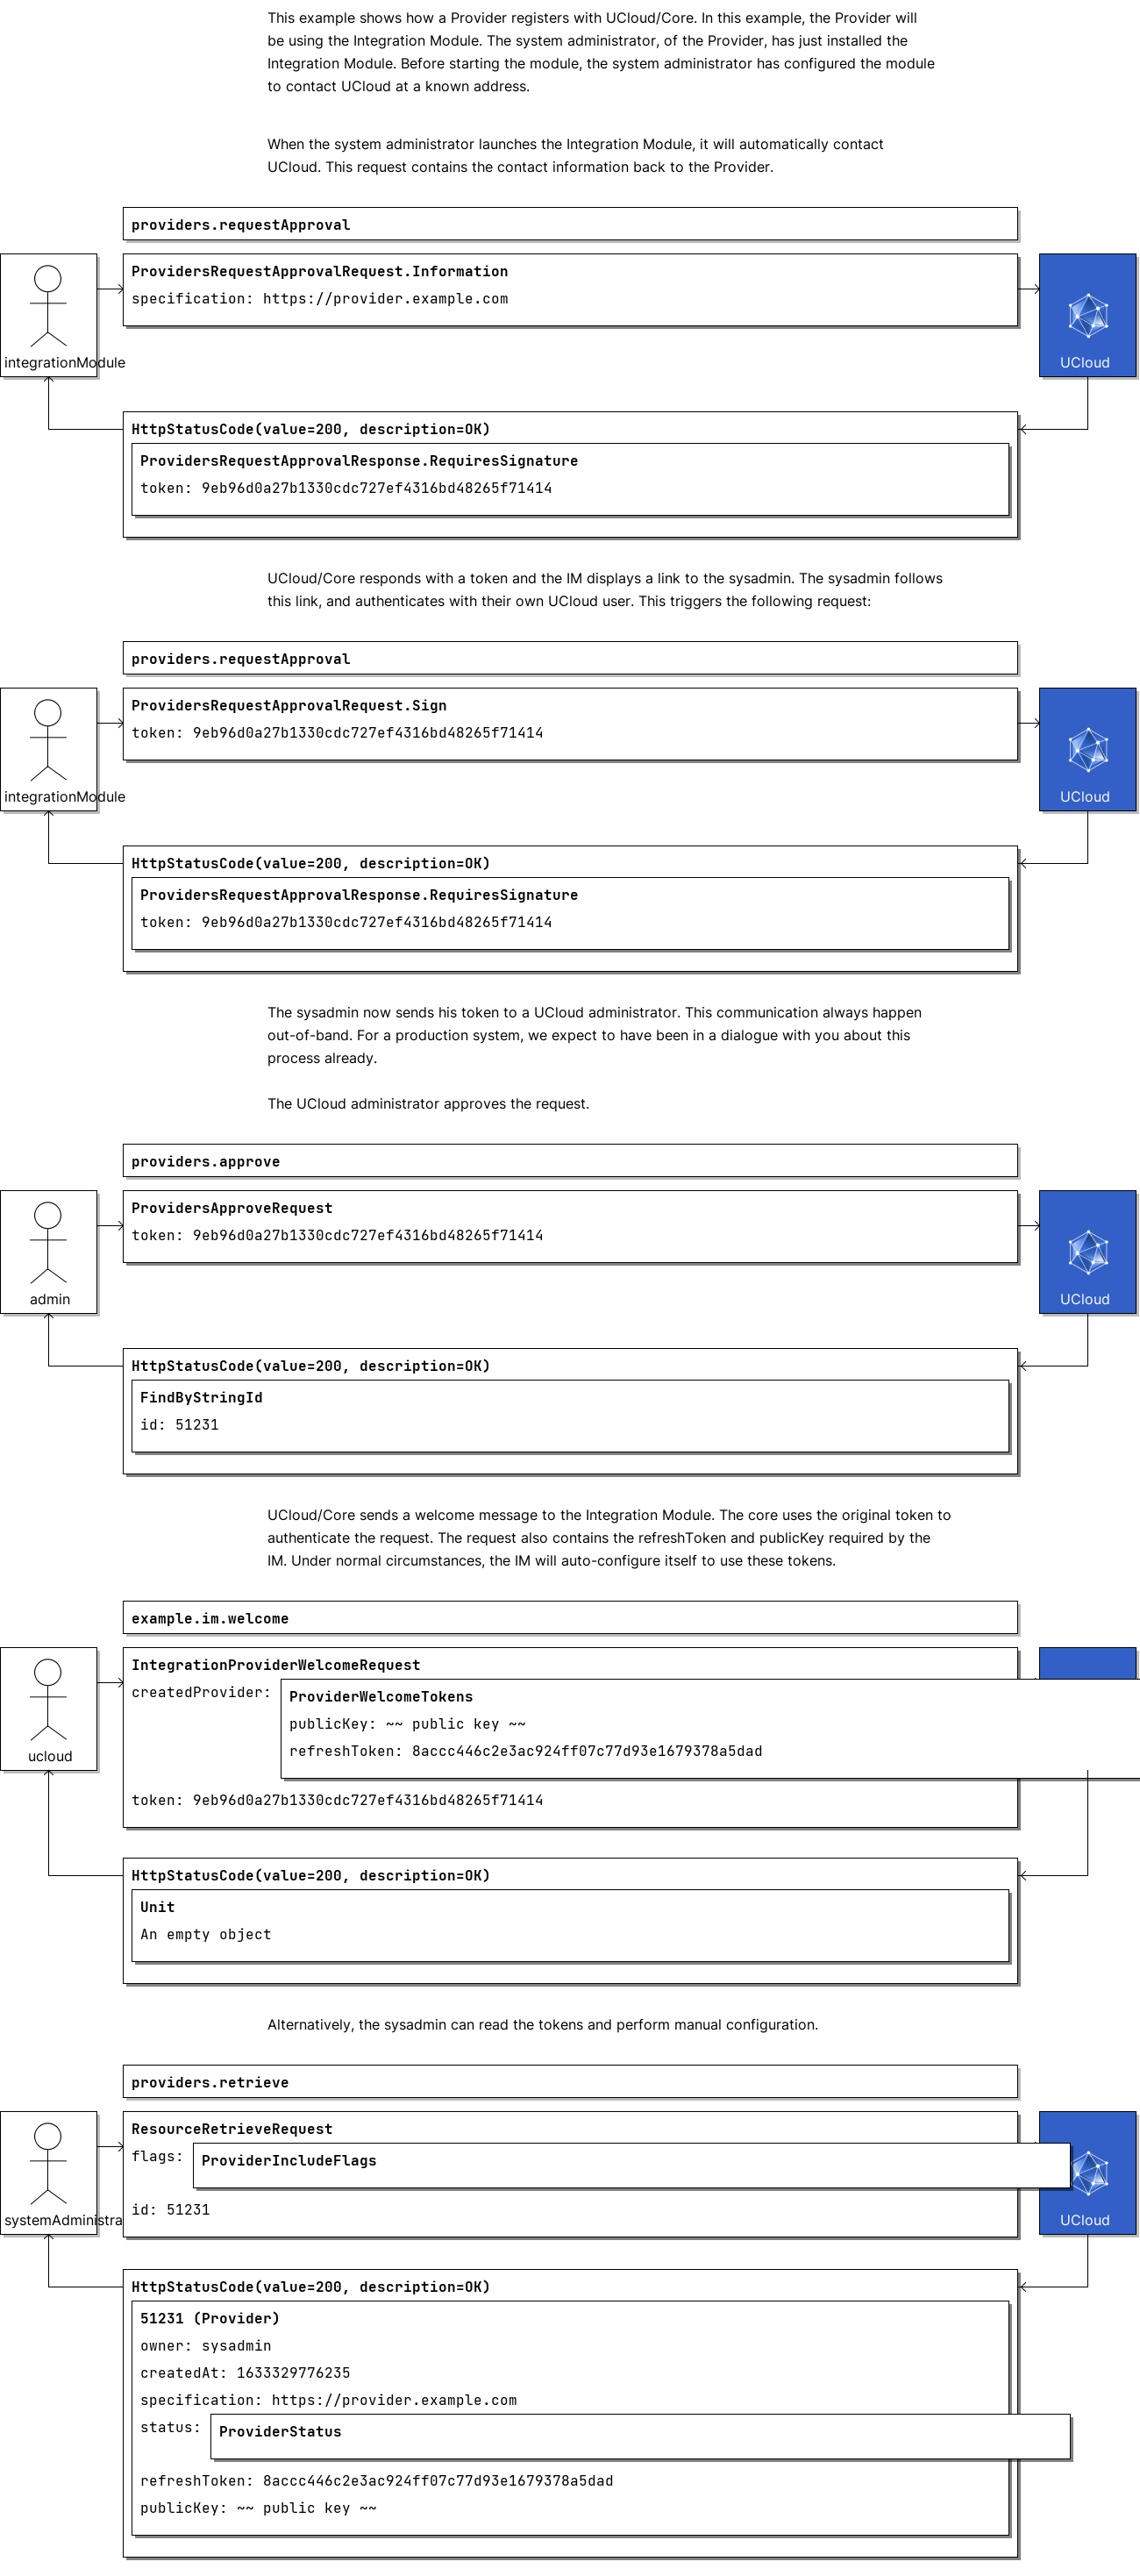 This example shows how a Provider registers with UCloud/Core. In this example, the Provider will
be using the Integration Module. The system administrator, of the Provider, has just installed the
Integration Module. Before starting the module, the system administrator has configured the module
to contact UCloud at a known address.
When the system administrator launches the Integration Module, it will automatically contact
UCloud. This request contains the contact information back to the Provider.
providers.requestApproval
ProvidersRequestApprovalRequest.Information
specification: https://provider.example.com
integrationModule
UCloud
HttpStatusCode(value=200, description=OK)
ProvidersRequestApprovalResponse.RequiresSignature
token: 9eb96d0a27b1330cdc727ef4316bd48265f71414
UCloud/Core responds with a token and the IM displays a link to the sysadmin. The sysadmin follows
this link, and authenticates with their own UCloud user. This triggers the following request:
providers.requestApproval
ProvidersRequestApprovalRequest.Sign
token: 9eb96d0a27b1330cdc727ef4316bd48265f71414
integrationModule
UCloud
HttpStatusCode(value=200, description=OK)
ProvidersRequestApprovalResponse.RequiresSignature
token: 9eb96d0a27b1330cdc727ef4316bd48265f71414
The sysadmin now sends his token to a UCloud administrator. This communication always happen
out-of-band. For a production system, we expect to have been in a dialogue with you about this
process already.
The UCloud administrator approves the request.
providers.approve
ProvidersApproveRequest
token: 9eb96d0a27b1330cdc727ef4316bd48265f71414
admin
UCloud
HttpStatusCode(value=200, description=OK)
FindByStringId
id: 51231
UCloud/Core sends a welcome message to the Integration Module. The core uses the original token to
authenticate the request. The request also contains the refreshToken and publicKey required by the
IM. Under normal circumstances, the IM will auto-configure itself to use these tokens.
example.im.welcome
IntegrationProviderWelcomeRequest
createdProvider:
ProviderWelcomeTokens
publicKey: ~~ public key ~~
refreshToken: 8accc446c2e3ac924ff07c77d93e1679378a5dad
ucloud
token: 9eb96d0a27b1330cdc727ef4316bd48265f71414
HttpStatusCode(value=200, description=OK)
Unit
An empty object
Alternatively, the sysadmin can read the tokens and perform manual configuration.
providers.retrieve
ResourceRetrieveRequest
flags:
ProviderIncludeFlags
id: 51231
systemAdministra
UCloud
HttpStatusCode(value=200, description=OK)
51231 (Provider)
owner: sysadmin
createdAt: 1633329776235
specification: https://provider.example.com
status:
ProviderStatus
refreshToken: 8accc446c2e3ac924ff07c77d93e1679378a5dad
publicKey: ~~ public key ~~